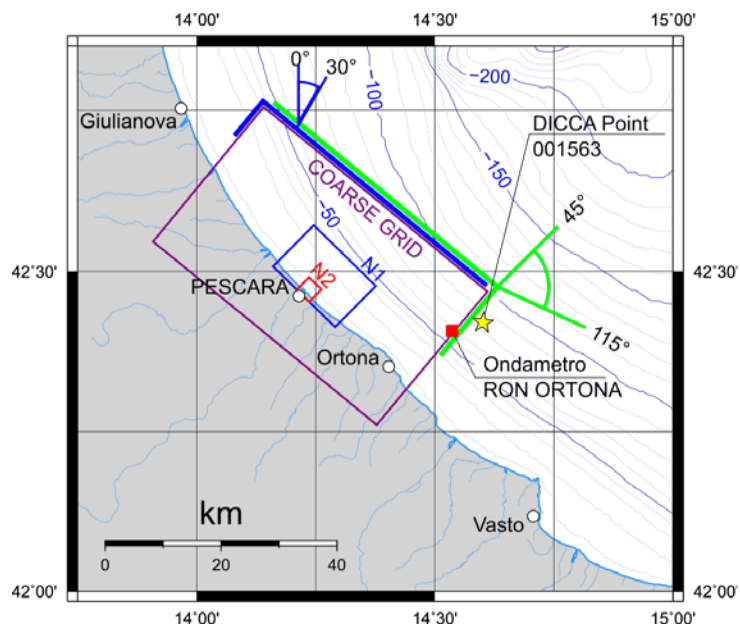 14°00'
14°30'
15°00'
0°
30°
−100
−200
Giulianova
DICCA Point
001563
COARSE GRID
−150
−50
45°
42°30'
42°30'
N1
N2
PESCARA
115°
Ortona
Ondametro
RON ORTONA
km
Vasto
0
20
40
42°00'
42°00'
14°00'
14°30'
15°00'